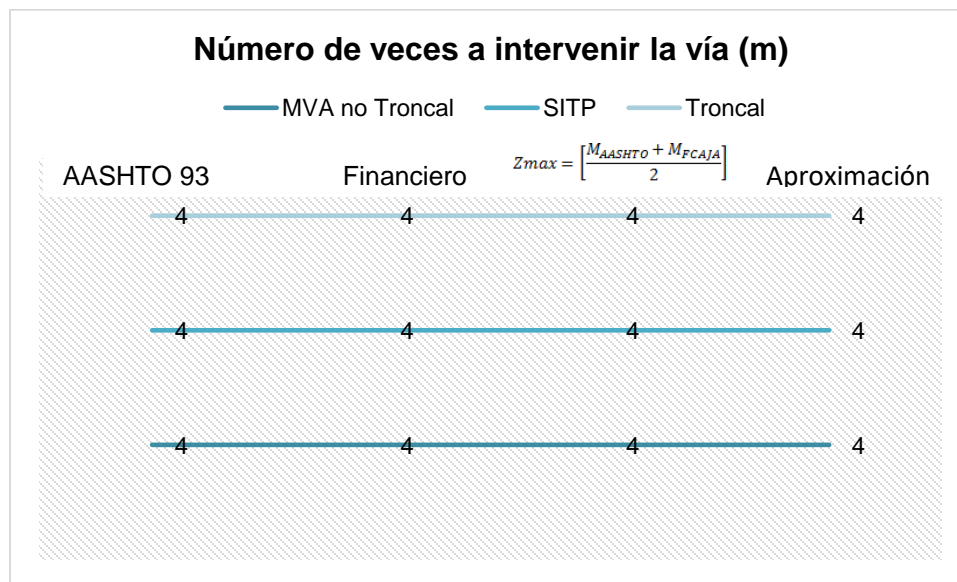 Número de veces a intervenir la vía (m)
MVA no Troncal SITP Troncal
AASHTO 93 Financiero Zmax = [(M_AASHTO + M_FCAJA) / 2] Aproximación
4 4 4 4
4 4 4 4
4 4 4 4